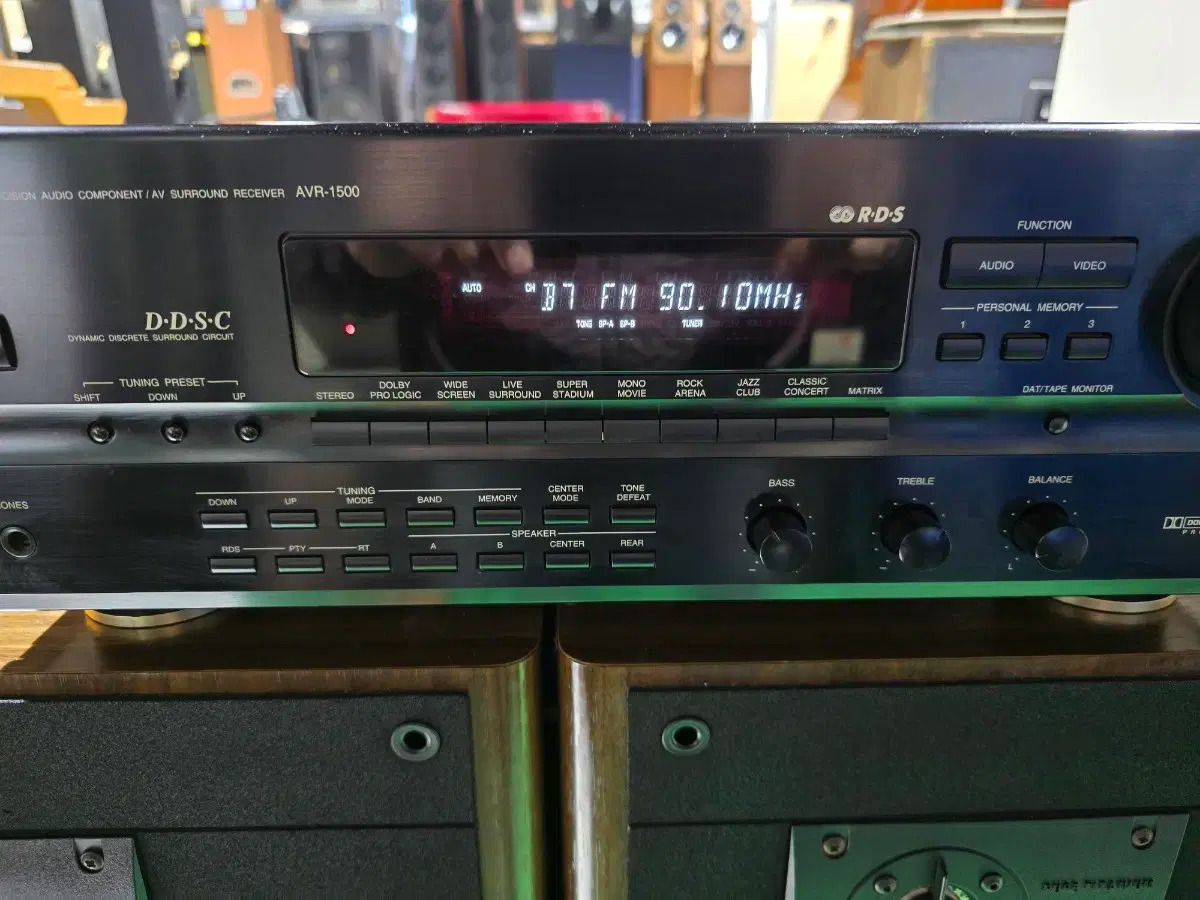 AUDIO COMPONENT / AV SURROUND RECEIVER AVR-1500
R·D·S
FUNCTION
AUDIO VIDEO
PERSONAL MEMORY
1 2 3
AUTO CH B7 FM 90.10MHz
TONE SP-A SP-B TUNER
D·D·S·C
DYNAMIC DISCRETE SURROUND CIRCUIT
TUNING PRESET
SHIFT DOWN UP
STEREO
DOLBY
PRO LOGIC
WIDE
SCREEN
LIVE
SURROUND
SUPER
STADIUM
MONO
MOVIE
ROCK
ARENA
JAZZ
CLUB
CLASSIC
CONCERT
MATRIX
DAT/TAPE MONITOR
TUNING
DOWN UP MODE BAND MEMORY
CENTER
MODE
TONE
DEFEAT
SPEAKER
RDS PTY RT A B CENTER REAR
BASS TREBLE BALANCE
L